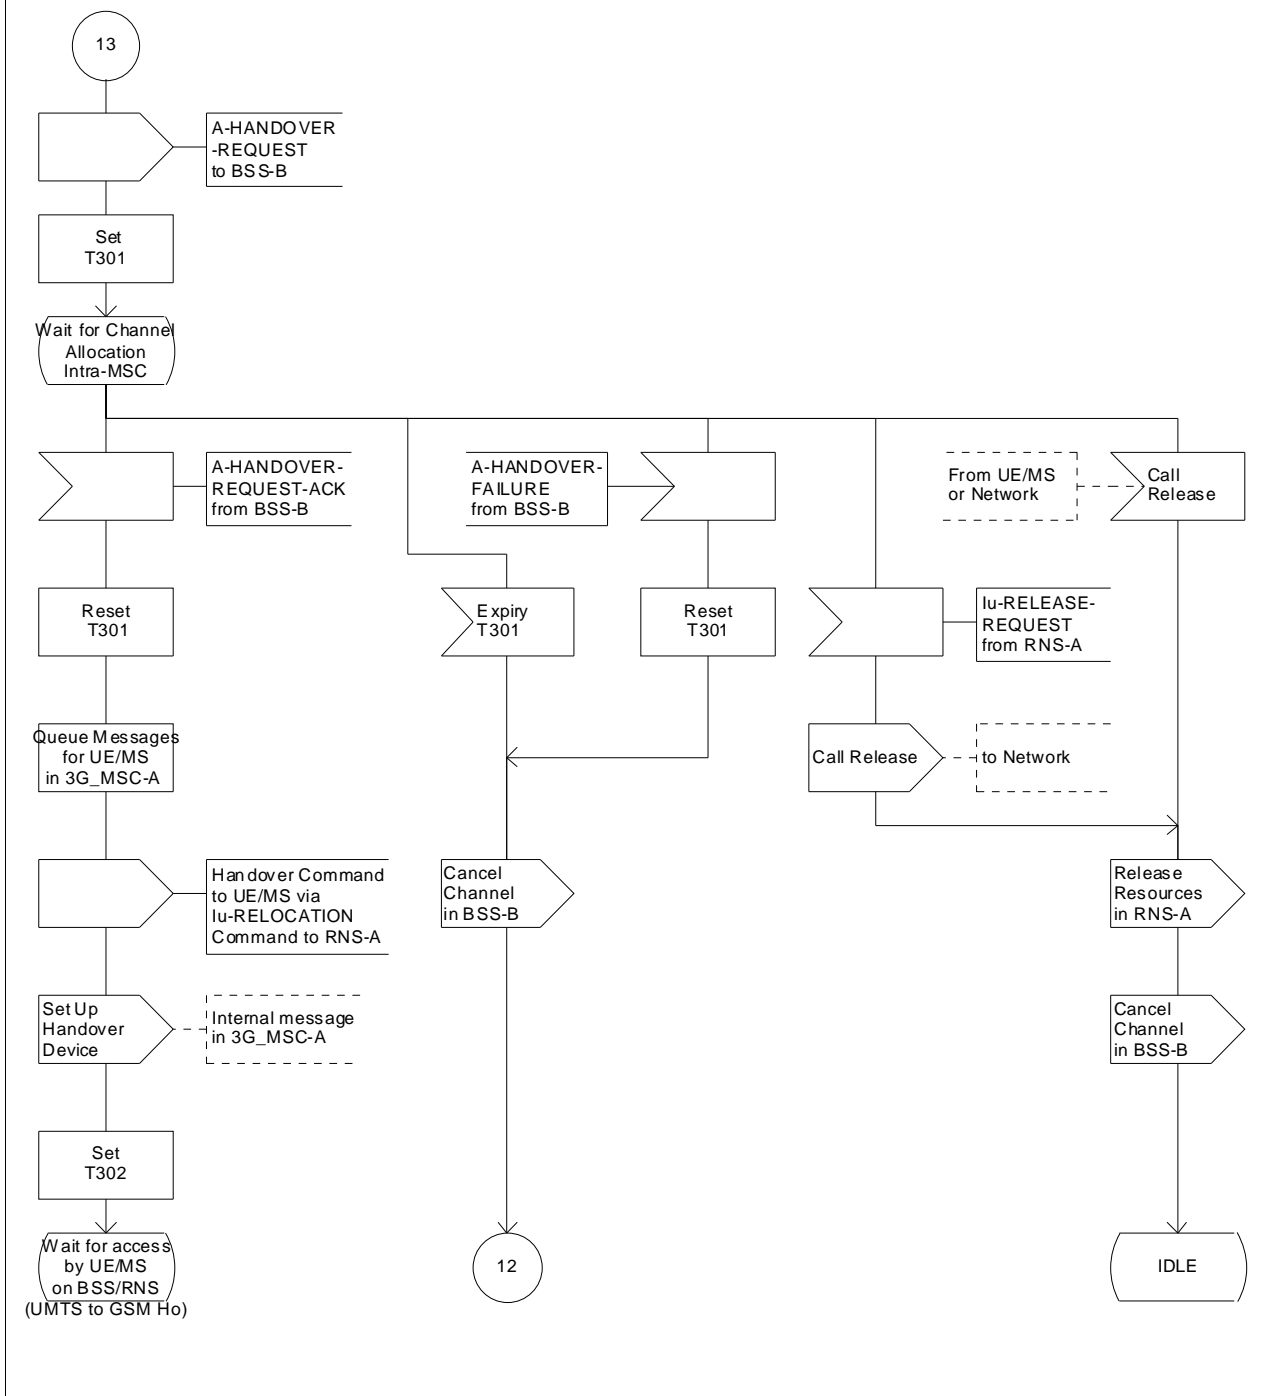 13
A-HANDOVER
-REQUEST
to BSS-B
Set
T301
Wait for Channel
Allocation
Intra-MSC
A-HANDOVER-
REQUEST-ACK
from BSS-B
A-HANDOVER-
FAILURE
from BSS-B
From UE/MS
or Network
Call
Release
Reset
T301
Expiry
T301
Reset
T301
Iu-RELEASE-
REQUEST
from RNS-A
Queue Messages
for UE/MS
in 3G_MSC-A
Call Release
to Network
Handover Command
to UE/MS via
Iu-RELOCATION
Command to RNS-A
Cancel
Channel
in BSS-B
Release
Resources
in RNS-A
Set Up
Handover
Device
Internal message
in 3G_MSC-A
Cancel
Channel
in BSS-B
Set
T302
Wait for access
by UE/MS
on BSS/RNS
(UMTS to GSM Ho)
12
IDLE